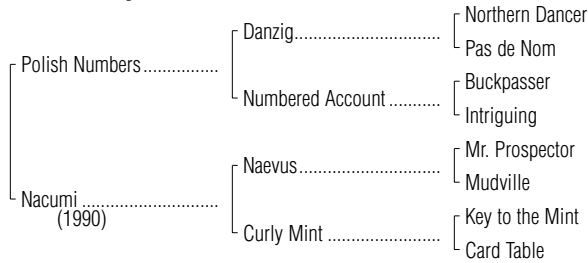 Northern Dancer
Danzig..............................
Pas de Nom
Polish Numbers................
Buckpasser
Numbered Account ...........
Intriguing
Mr. Prospector
Naevus.............................
Mudville
Nacumi .............................
(1990)
Key to the Mint
Curly Mint ........................
Card Table